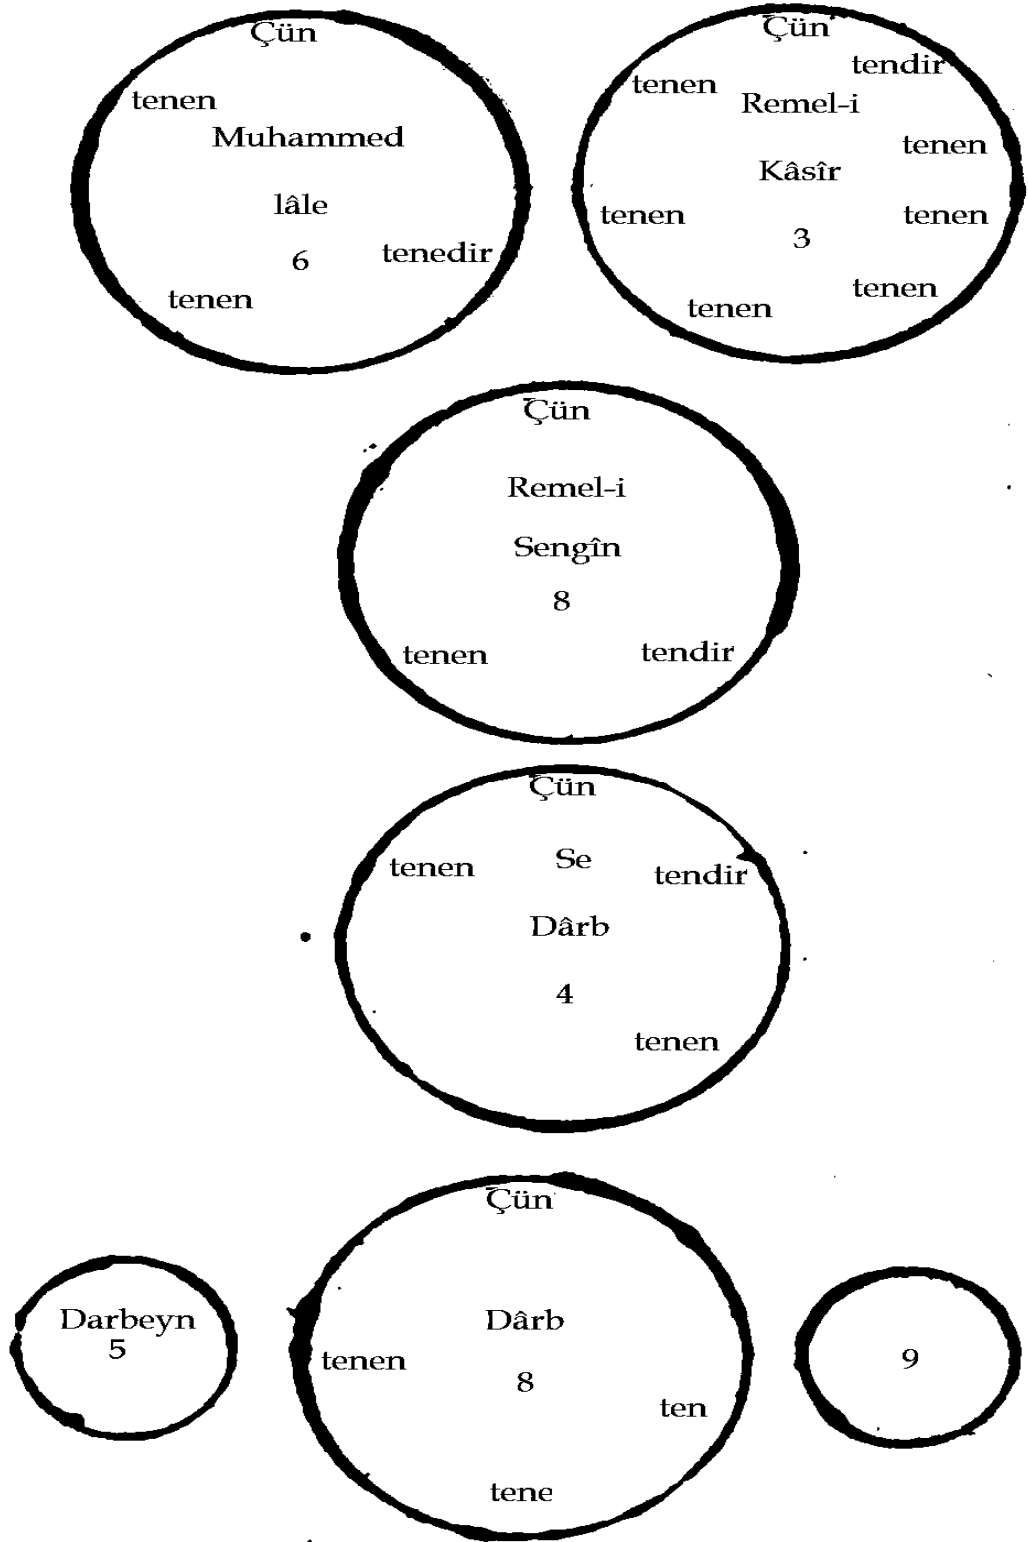 Çün
tenen
Muhammed
lâle
6
tenedir
tenen
Çün
tendir
tenen
Remel-i
tenen
Kâsîr
tenen
tenen
3
tenen
tenen
Çün
Remel-i
Sengîn
8
tenen
tendir
Çün
tenen
Se
tendir
Dârb
4
tenen
Darbeyn
5
Çün
Dârb
tenen
8
ten
tene
9